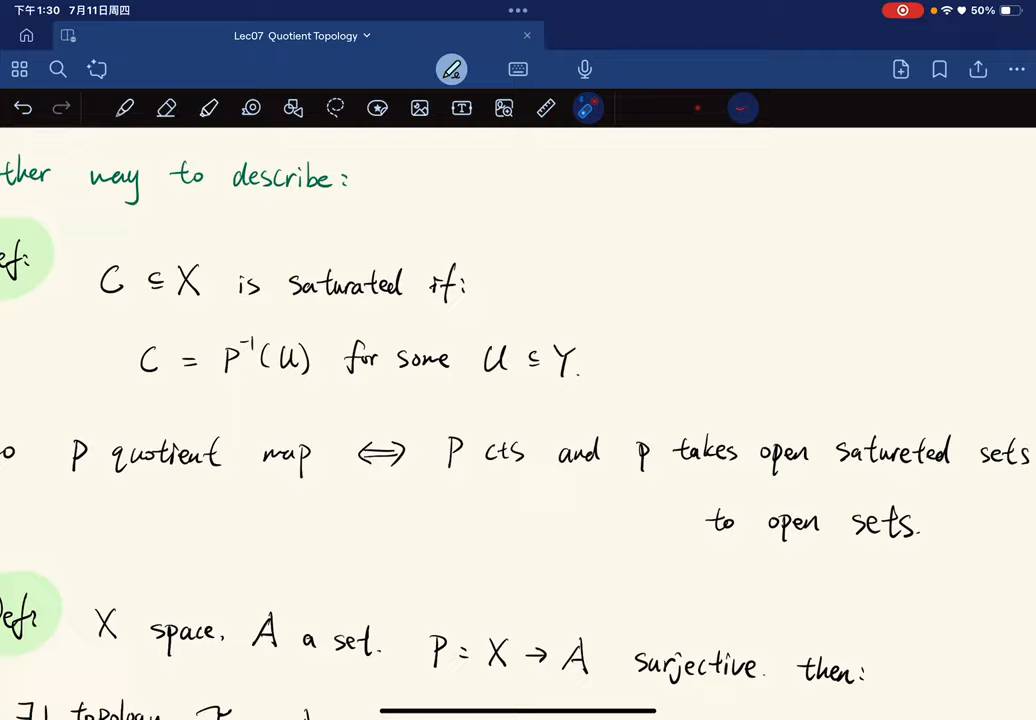 下午1:30 7月11日周四
50%
Lec07 Quotient Topology
ther way to describe:
ef:
C ⊆ X is saturated if:
C = P⁻¹(U) for some U ⊆ Y.
o P quotient map ⟺ P cts and p takes open satureted sets
to open sets.
Def:
X space, A a set. P: X → A surjective. then:
∃! topology